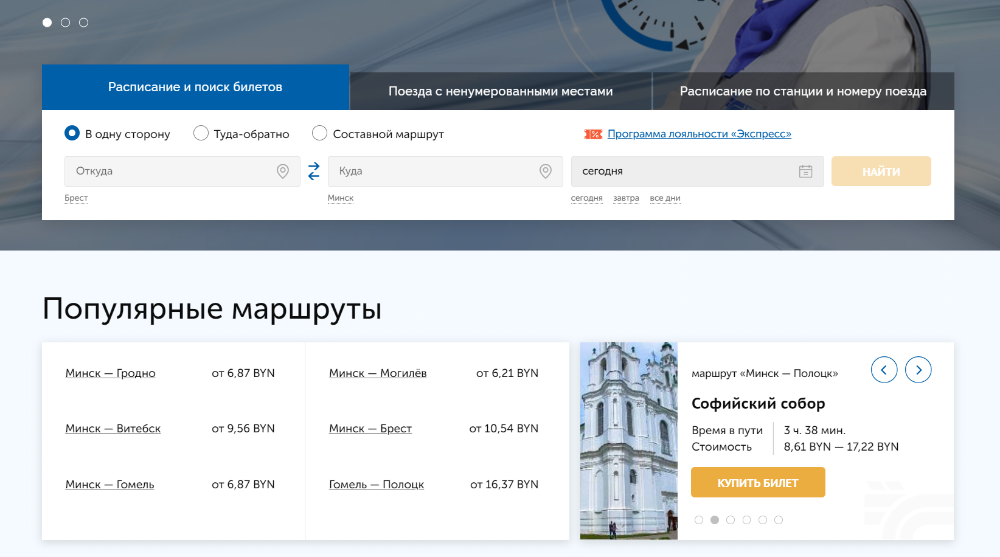 Расписание и поиск билетов
Поезда с ненумерованными местами
Расписание по станции и номеру поезда
В одну сторону
Туда-обратно
Составной маршрут
Программа лояльности «Экспресс»
Откуда
Куда
сегодня
НАЙТИ
Брест
Минск
сегодня завтра все дни
Популярные маршруты
Минск — Гродно от 6,87 BYN
Минск — Витебск от 9,56 BYN
Минск — Гомель от 6,87 BYN
Минск — Могилёв от 6,21 BYN
Минск — Брест от 10,54 BYN
Гомель — Полоцк от 16,37 BYN
маршрут «Минск — Полоцк»
Софийский собор
Время в пути 3 ч. 38 мин.
Стоимость 8,61 BYN — 17,22 BYN
КУПИТЬ БИЛЕТ